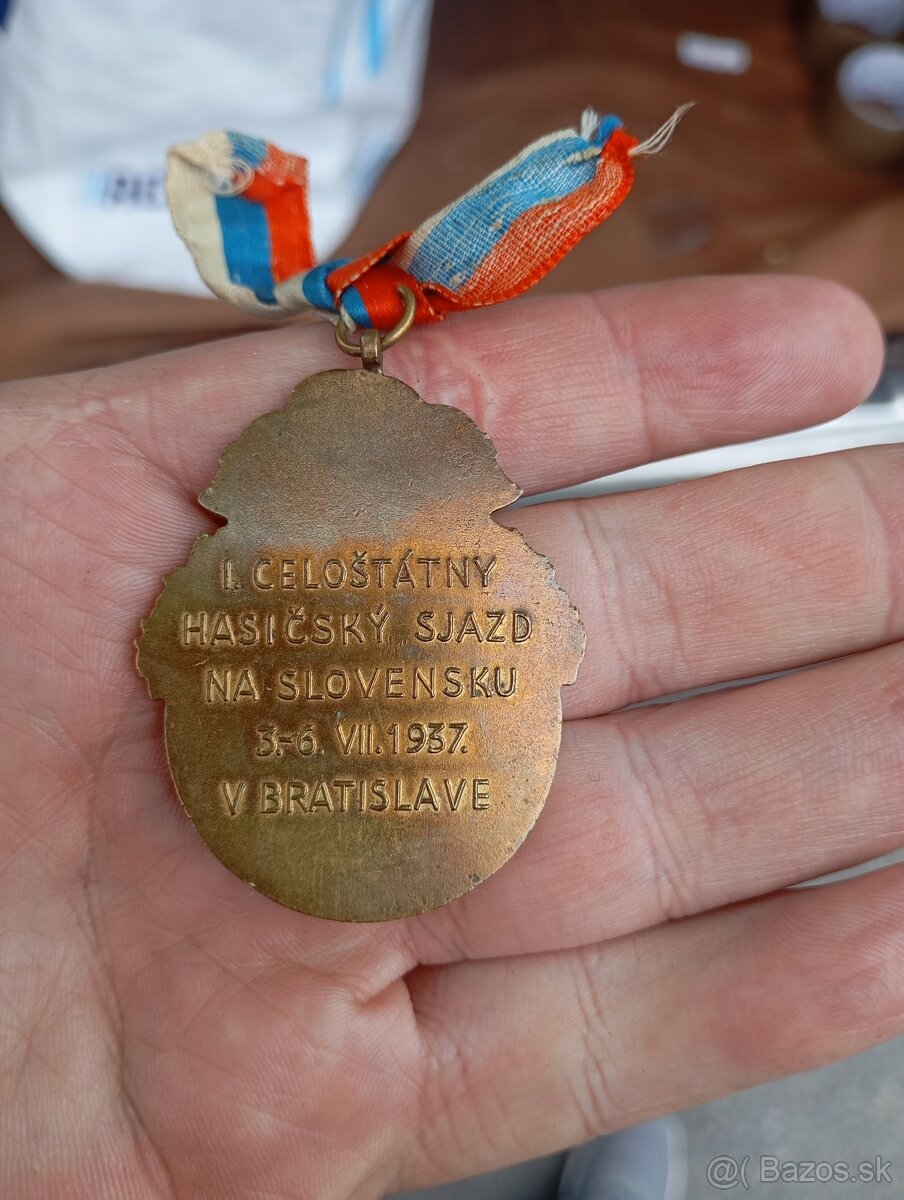 I. CELOŠTÁTNY
HASIČSKÝ SJAZD
NA SLOVENSKU
3.-6. VII. 1937.
V BRATISLAVE
@( Bazos.sk